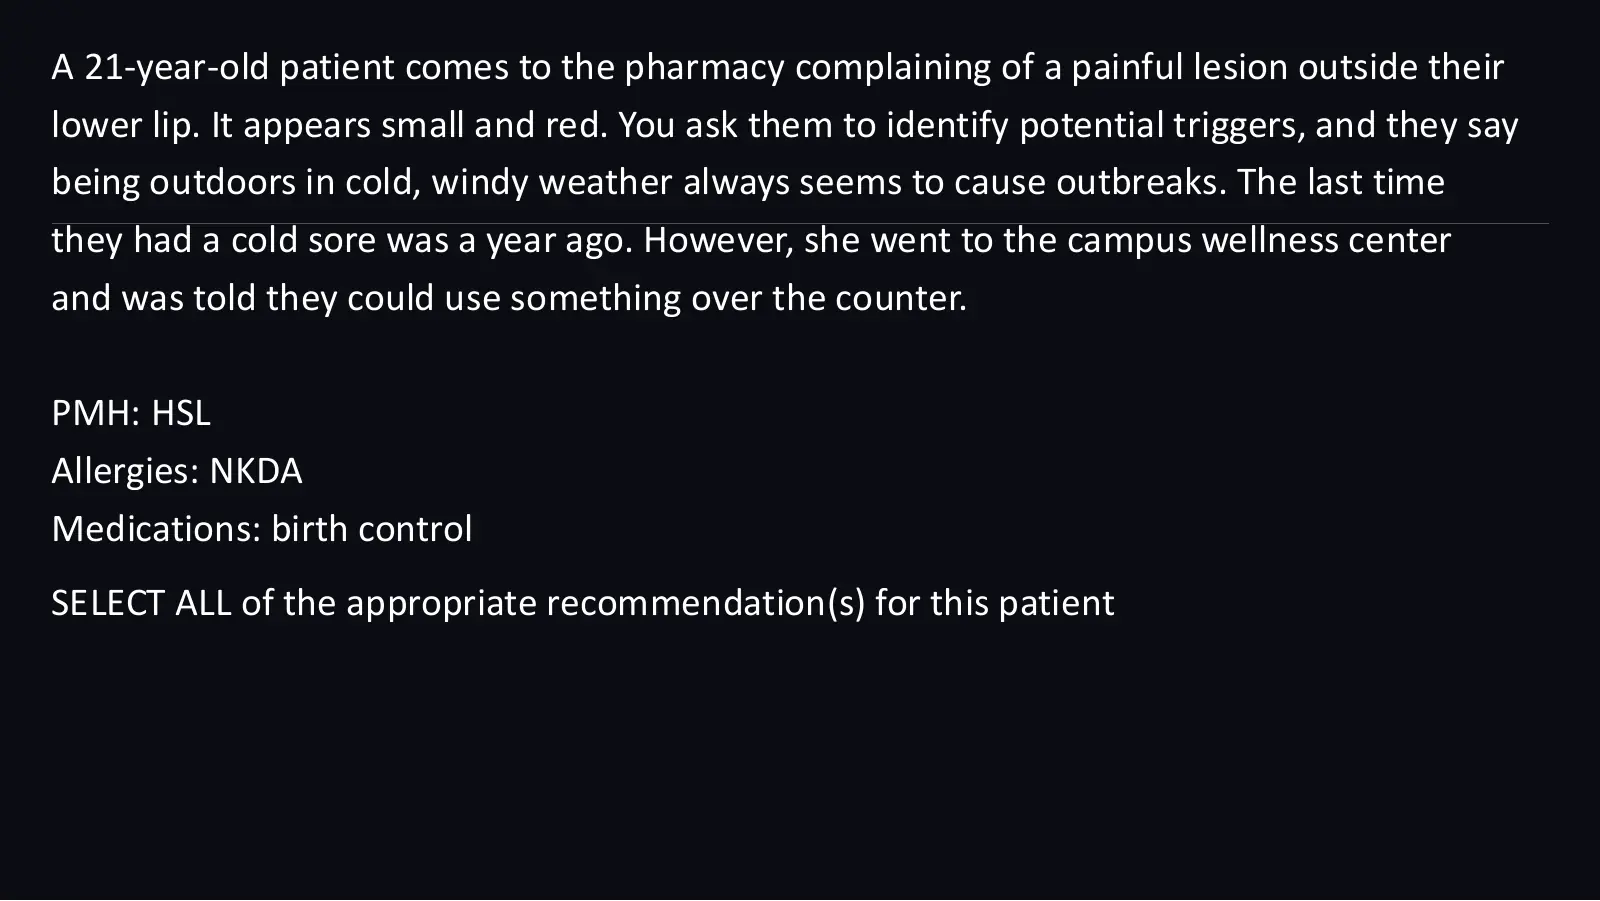 A 21-year-old patient comes to the pharmacy complaining of a painful lesion outside their
lower lip. It appears small and red. You ask them to identify potential triggers, and they say
being outdoors in cold, windy weather always seems to cause outbreaks. The last time
they had a cold sore was a year ago. However, she went to the campus wellness center
and was told they could use something over the counter.
PMH: HSL
Allergies: NKDA
Medications: birth control
SELECT ALL of the appropriate recommendation(s) for this patient